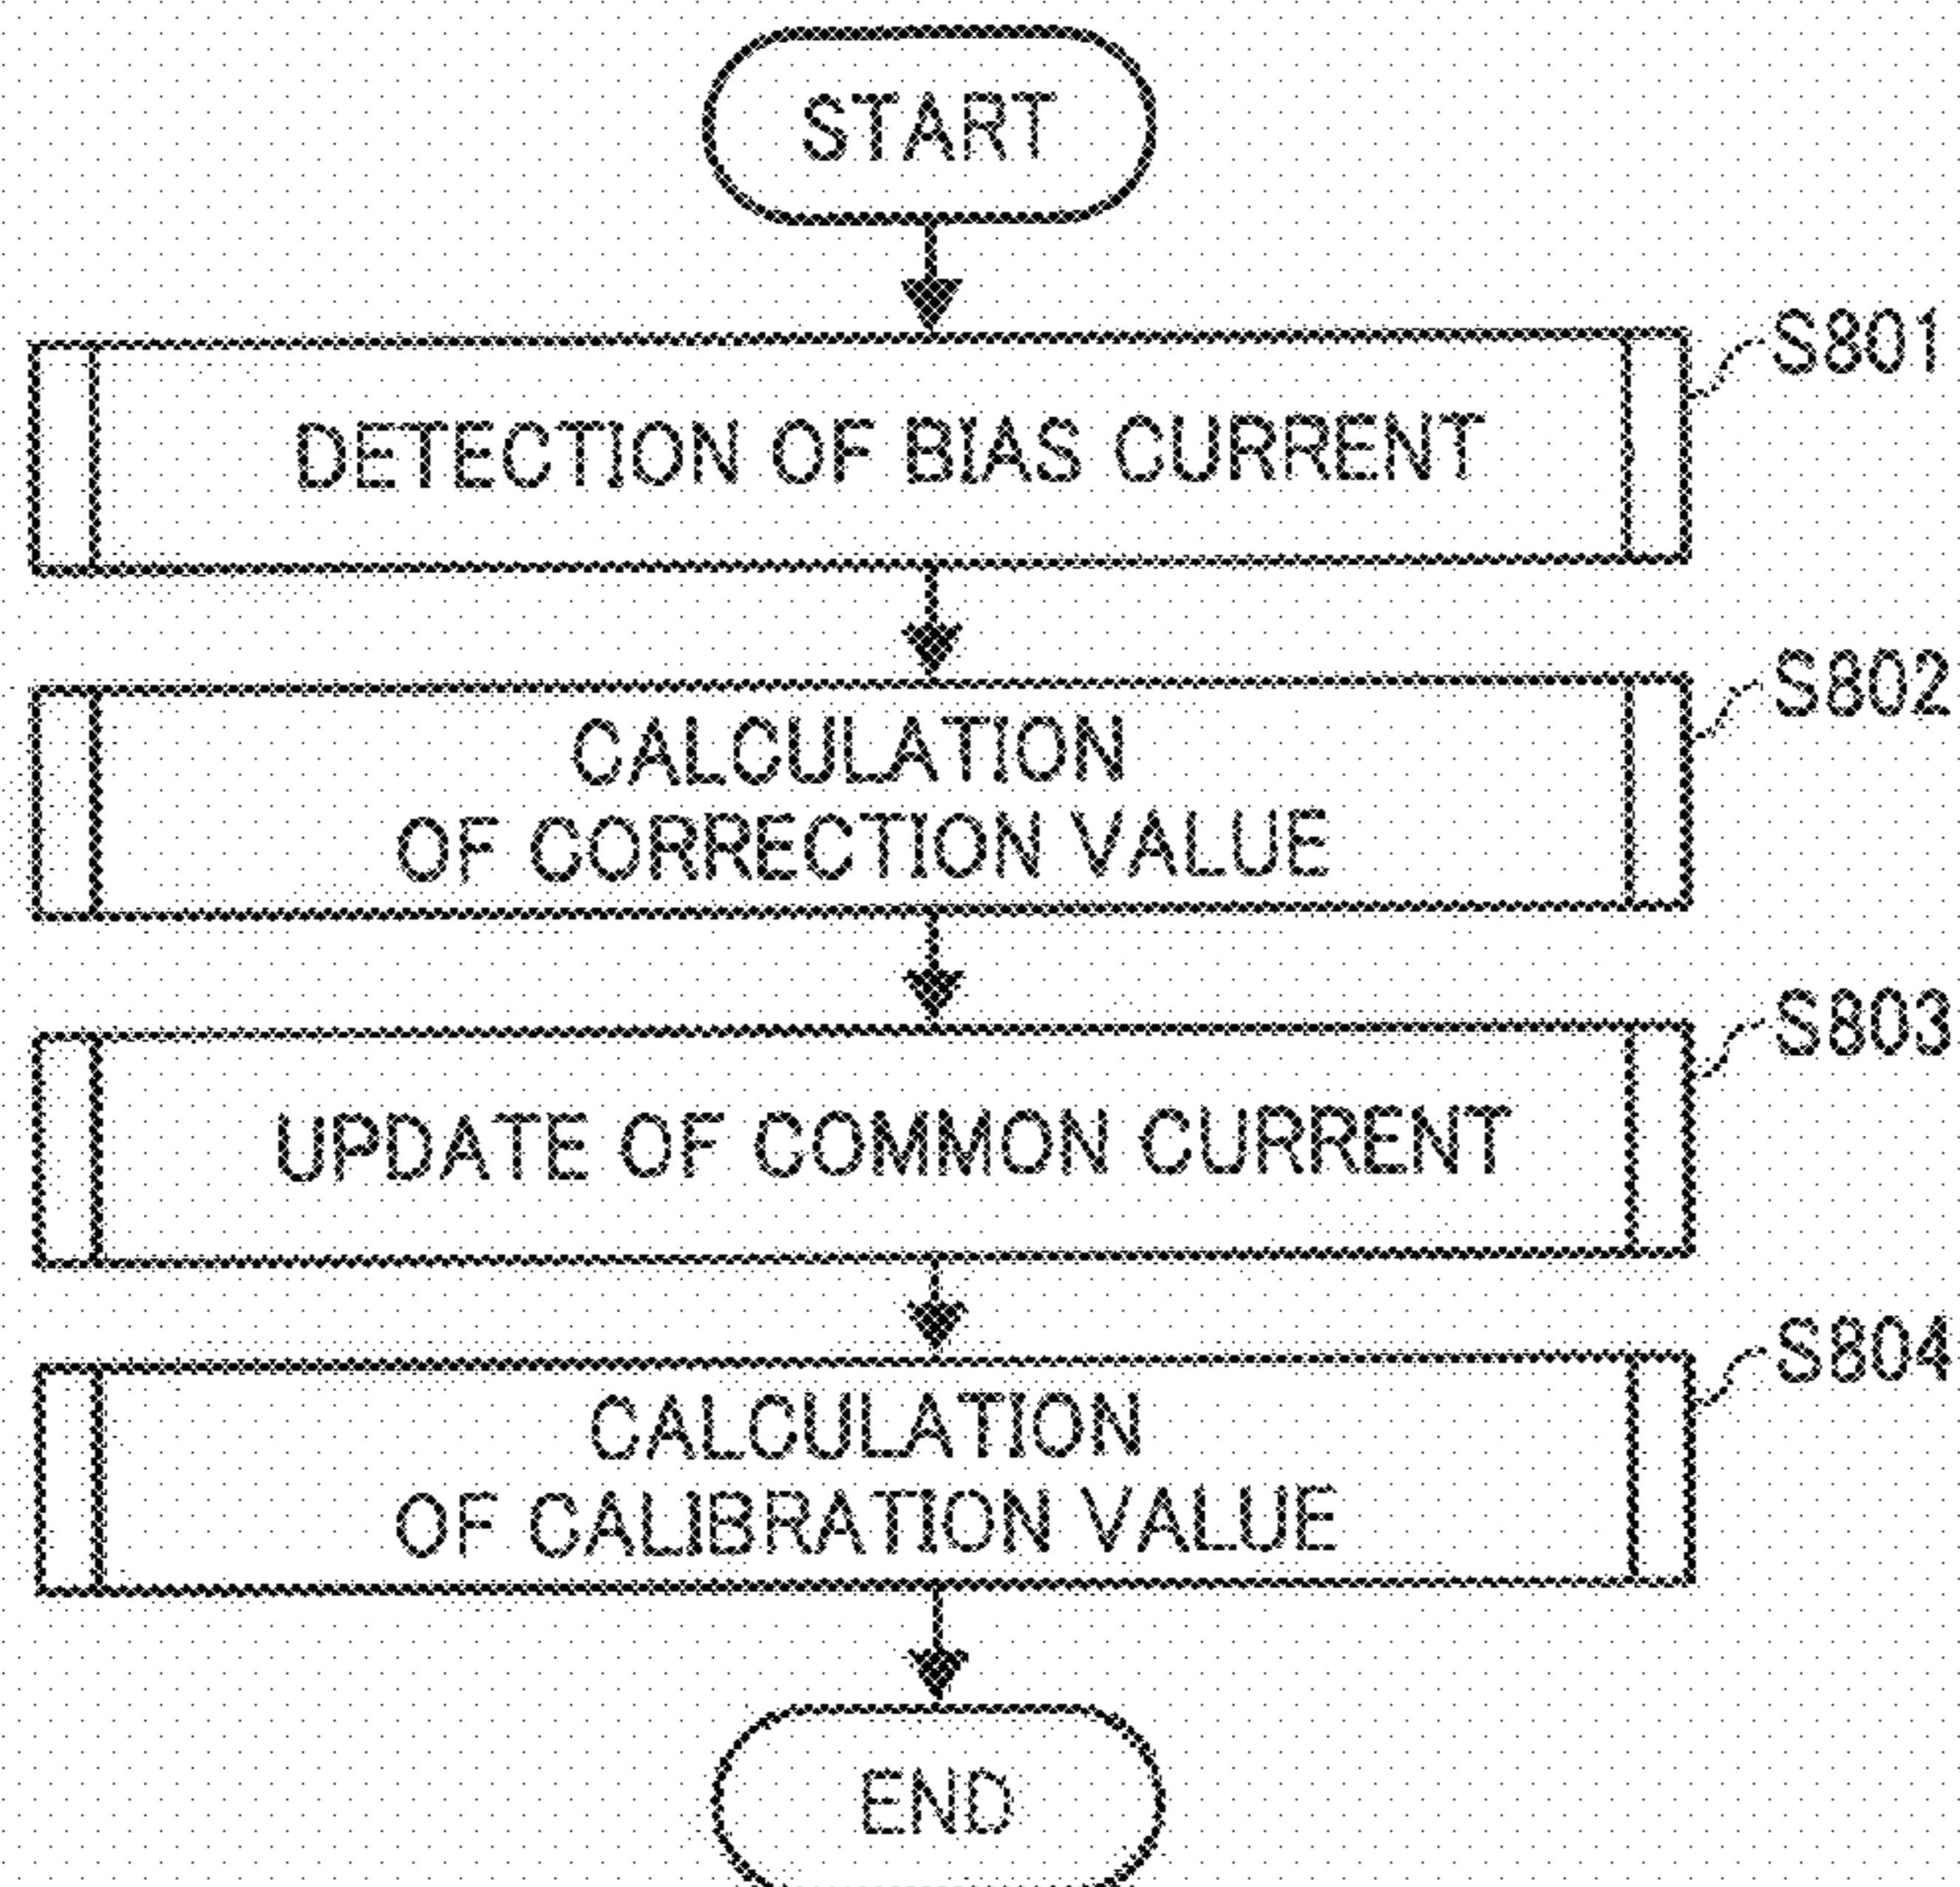 START
S801
DETECTION OF BIAS CURRENT
S802
CALCULATION
OF CORRECTION VALUE
S803
UPDATE OF COMMON CURRENT
S804
CALCULATION
OF CALIBRATION VALUE
END